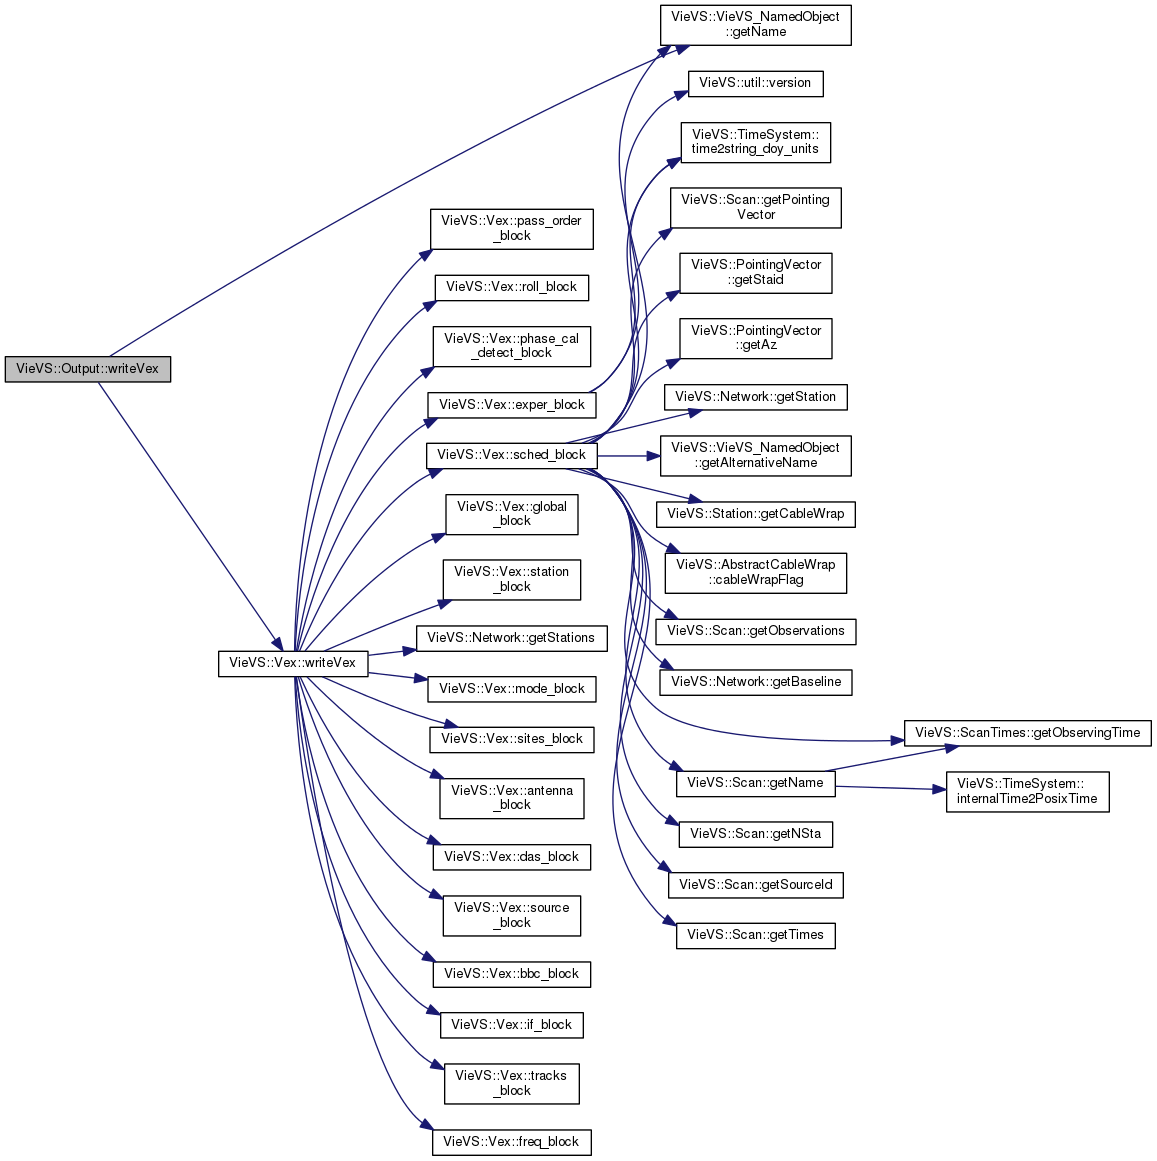 VieVS::Output::writeVex
VieVS::Vex::writeVex
VieVS::Vex::pass_order
_block
VieVS::Vex::roll_block
VieVS::Vex::phase_cal
_detect_block
VieVS::Vex::exper_block
VieVS::Vex::sched_block
VieVS::Vex::global
_block
VieVS::Vex::station
_block
VieVS::Network::getStations
VieVS::Vex::mode_block
VieVS::Vex::sites_block
VieVS::Vex::antenna
_block
VieVS::Vex::das_block
VieVS::Vex::source
_block
VieVS::Vex::bbc_block
VieVS::Vex::if_block
VieVS::Vex::tracks
_block
VieVS::Vex::freq_block
VieVS::VieVS_NamedObject
::getName
VieVS::util::version
VieVS::TimeSystem::
time2string_doy_units
VieVS::Scan::getPointing
Vector
VieVS::PointingVector
::getStaid
VieVS::PointingVector
::getAz
VieVS::Network::getStation
VieVS::VieVS_NamedObject
::getAlternativeName
VieVS::Station::getCableWrap
VieVS::AbstractCableWrap
::cableWrapFlag
VieVS::Scan::getObservations
VieVS::Network::getBaseline
VieVS::Scan::getName
VieVS::Scan::getNSta
VieVS::Scan::getSourceId
VieVS::Scan::getTimes
VieVS::ScanTimes::getObservingTime
VieVS::TimeSystem::
internalTime2PosixTime